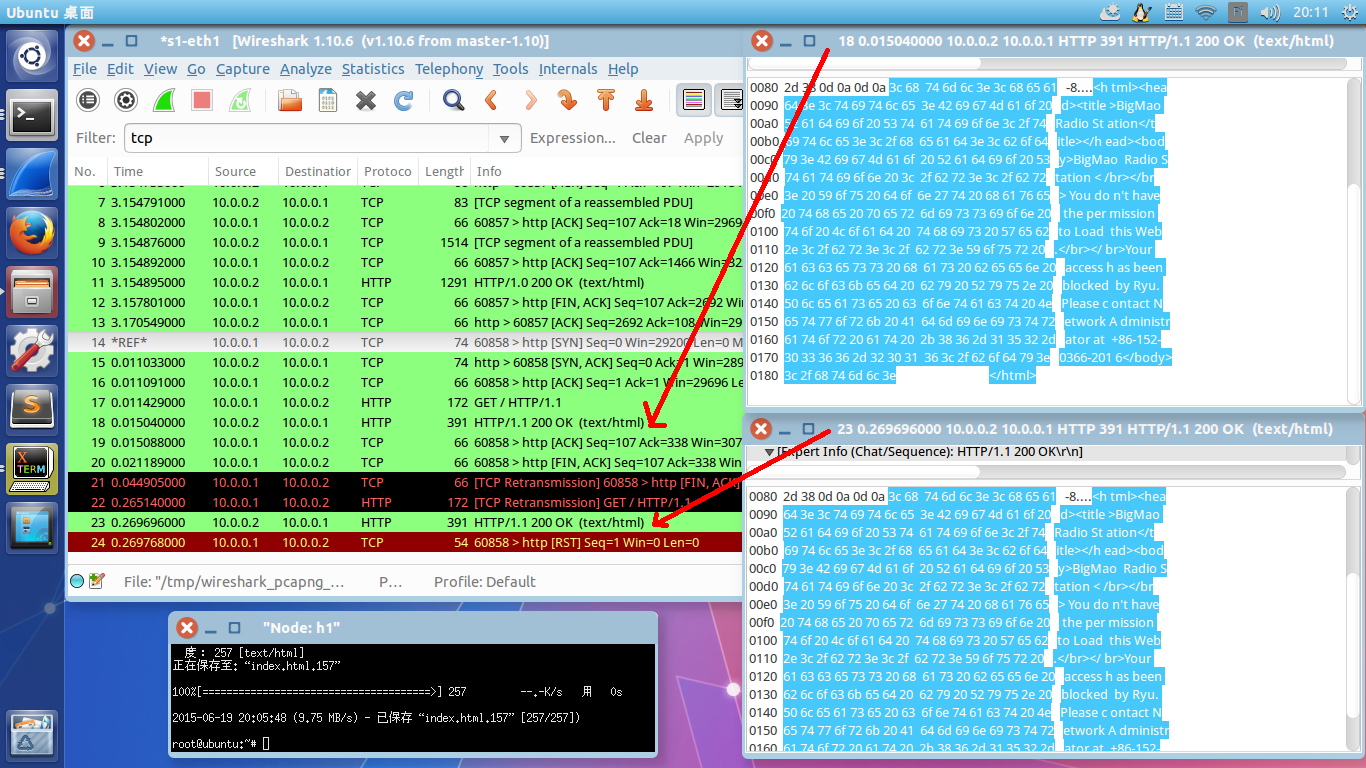 Ubuntu 桌面
20:11
*s1-eth1 [Wireshark 1.10.6 (v1.10.6 from master-1.10)]
File Edit View Go Capture Analyze Statistics Telephony Tools Internals Help
Filter: tcp Expression... Clear Apply
No. Time Source Destination Protoco Length Info
7 3.154791000 10.0.0.2 10.0.0.1 TCP 83 [TCP segment of a reassembled PDU]
8 3.154802000 10.0.0.1 10.0.0.2 TCP 66 60857 > http [ACK] Seq=107 Ack=18 Win=2969
9 3.154876000 10.0.0.2 10.0.0.1 TCP 1514 [TCP segment of a reassembled PDU]
10 3.154892000 10.0.0.1 10.0.0.2 TCP 66 60857 > http [ACK] Seq=107 Ack=1466 Win=32
11 3.154895000 10.0.0.2 10.0.0.1 HTTP 1291 HTTP/1.0 200 OK (text/html)
12 3.157801000 10.0.0.1 10.0.0.2 TCP 66 60857 > http [FIN, ACK] Seq=107 Ack=2692 Win
13 3.170549000 10.0.0.2 10.0.0.1 TCP 66 http > 60857 [ACK] Seq=2692 Ack=108 Win=29
14 *REF* 10.0.0.1 10.0.0.2 TCP 74 60858 > http [SYN] Seq=0 Win=29200 Len=0 M
15 0.011033000 10.0.0.2 10.0.0.1 TCP 74 http > 60858 [SYN, ACK] Seq=0 Ack=1 Win=289
16 0.011091000 10.0.0.1 10.0.0.2 TCP 66 60858 > http [ACK] Seq=1 Ack=1 Win=29696 Le
17 0.011429000 10.0.0.1 10.0.0.2 HTTP 172 GET / HTTP/1.1
18 0.015040000 10.0.0.2 10.0.0.1 HTTP 391 HTTP/1.1 200 OK (text/html)
19 0.015088000 10.0.0.1 10.0.0.2 TCP 66 60858 > http [ACK] Seq=107 Ack=338 Win=307
20 0.021189000 10.0.0.1 10.0.0.2 TCP 66 60858 > http [FIN, ACK] Seq=107 Ack=338 Win
21 0.044905000 10.0.0.1 10.0.0.2 TCP 66 [TCP Retransmission] 60858 > http [FIN, ACK]
22 0.265140000 10.0.0.1 10.0.0.2 HTTP 172 [TCP Retransmission] GET / HTTP/1.1
23 0.269696000 10.0.0.2 10.0.0.1 HTTP 391 HTTP/1.1 200 OK (text/html)
24 0.269768000 10.0.0.1 10.0.0.2 TCP 54 60858 > http [RST] Seq=1 Win=0 Len=0
File: "/tmp/wireshark_pcapng_... P... Profile: Default
"Node: h1"
度： 257 [text/html]
正在保存至: “index.html.157”
100%[======================================>] 257 --.-K/s 用 0s
2015-06-19 20:05:48 (9.75 MB/s) - 已保存 “index.html.157” [257/257])
root@ubuntu:~#
18 0.015040000 10.0.0.2 10.0.0.1 HTTP 391 HTTP/1.1 200 OK (text/html)
0080 2d 38 0d 0a 0d 0a 3c 68 74 6d 6c 3e 3c 68 65 61 -8....<h tml><hea
0090 64 3e 3c 74 69 74 6c 65 3e 42 69 67 4d 61 6f 20 d><title >BigMao
00a0 52 61 64 69 6f 20 53 74 61 74 69 6f 6e 3c 2f 74 Radio St ation</t
00b0 69 74 6c 65 3e 3c 2f 68 65 61 64 3e 3c 62 6f 64 itle></h ead><bod
00c0 79 3e 42 69 67 4d 61 6f 20 52 61 64 69 6f 20 53 y>BigMao Radio S
00d0 74 61 74 69 6f 6e 20 3c 2f 62 72 3e 3c 2f 62 72 tation </br></br
00e0 3e 20 59 6f 75 20 64 6f 6e 27 74 20 68 61 76 65 > You do n't have
00f0 20 74 68 65 20 70 65 72 6d 69 73 73 69 6f 6e 20 the per mission
0100 74 6f 20 4c 6f 61 64 20 74 68 69 73 20 57 65 62 to Load this Web
0110 2e 3c 2f 62 72 3e 3c 2f 62 72 3e 59 6f 75 72 20 .</br></ br>Your
0120 61 63 63 65 73 73 20 68 61 73 20 62 65 65 6e 20 access h as been
0130 62 6c 6f 63 6b 65 64 20 62 79 20 52 79 75 2e 20 blocked by Ryu.
0140 50 6c 65 61 73 65 20 63 6f 6e 74 61 63 74 20 4e Please c ontact N
0150 65 74 77 6f 72 6b 20 41 64 6d 69 6e 69 73 74 72 etwork A dministr
0160 61 74 6f 72 20 61 74 20 2b 38 36 2d 31 35 32 2d ator at +86-152-
0170 30 33 36 36 2d 32 30 31 36 3c 2f 62 6f 64 79 3e 0366-201 6</body>
0180 3c 2f 68 74 6d 6c 3e </html>
23 0.269696000 10.0.0.2 10.0.0.1 HTTP 391 HTTP/1.1 200 OK (text/html)
[Expert Info (Chat/Sequence): HTTP/1.1 200 OK\r\n]
0080 2d 38 0d 0a 0d 0a 3c 68 74 6d 6c 3e 3c 68 65 61 -8....<h tml><hea
0090 64 3e 3c 74 69 74 6c 65 3e 42 69 67 4d 61 6f 20 d><title >BigMao
00a0 52 61 64 69 6f 20 53 74 61 74 69 6f 6e 3c 2f 74 Radio St ation</t
00b0 69 74 6c 65 3e 3c 2f 68 65 61 64 3e 3c 62 6f 64 itle></h ead><bod
00c0 79 3e 42 69 67 4d 61 6f 20 52 61 64 69 6f 20 53 y>BigMao Radio S
00d0 74 61 74 69 6f 6e 20 3c 2f 62 72 3e 3c 2f 62 72 tation </br></br
00e0 3e 20 59 6f 75 20 64 6f 6e 27 74 20 68 61 76 65 > You do n't have
00f0 20 74 68 65 20 70 65 72 6d 69 73 73 69 6f 6e 20 the per mission
0100 74 6f 20 4c 6f 61 64 20 74 68 69 73 20 57 65 62 to Load this Web
0110 2e 3c 2f 62 72 3e 3c 2f 62 72 3e 59 6f 75 72 20 .</br></ br>Your
0120 61 63 63 65 73 73 20 68 61 73 20 62 65 65 6e 20 access h as been
0130 62 6c 6f 63 6b 65 64 20 62 79 20 52 79 75 2e 20 blocked by Ryu.
0140 50 6c 65 61 73 65 20 63 6f 6e 74 61 63 74 20 4e Please c ontact N
0150 65 74 77 6f 72 6b 20 41 64 6d 69 6e 69 73 74 72 etwork A dministr
0160 61 74 6f 72 20 61 74 20 2b 38 36 2d 31 35 32 2d ator at +86-152-